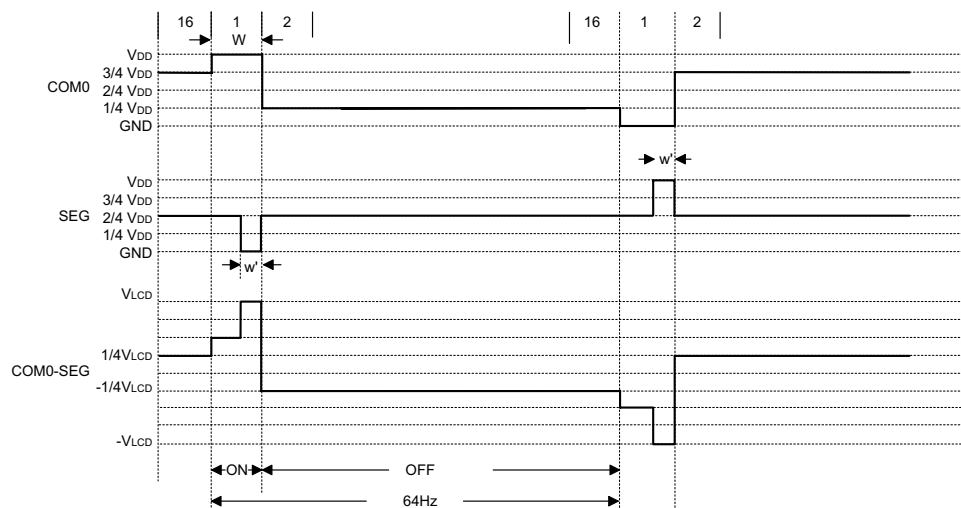 16 1 2 16 1 2
W
VDD
3/4 VDD
COM0
2/4 VDD
1/4 VDD
GND
w'
VDD
3/4 VDD
SEG
2/4 VDD
1/4 VDD
GND
w'
VLCD
1/4VLCD
COM0-SEG
-1/4VLCD
-VLCD
ON OFF
64Hz